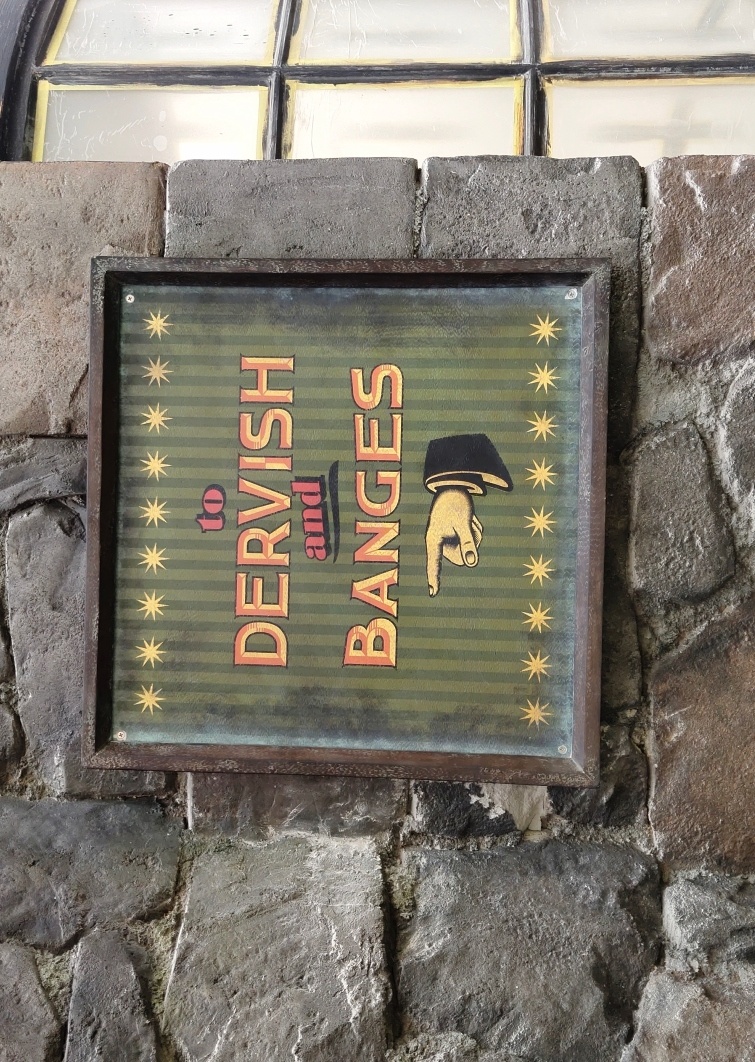 to
DERVISH
and
BANGES